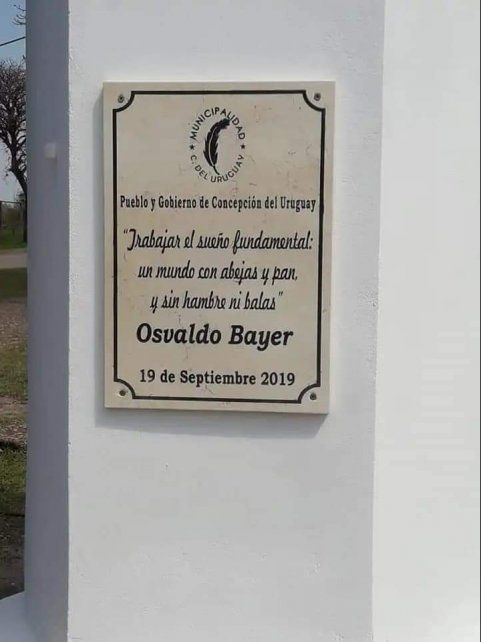 ★ MUNICIPALIDAD ★
C. DEL URUGUAY
Pueblo y Gobierno de Concepción del Uruguay
"Trabajar el sueño fundamental:
un mundo con abejas y pan,
y sin hambre ni balas"
Osvaldo Bayer
19 de Septiembre 2019